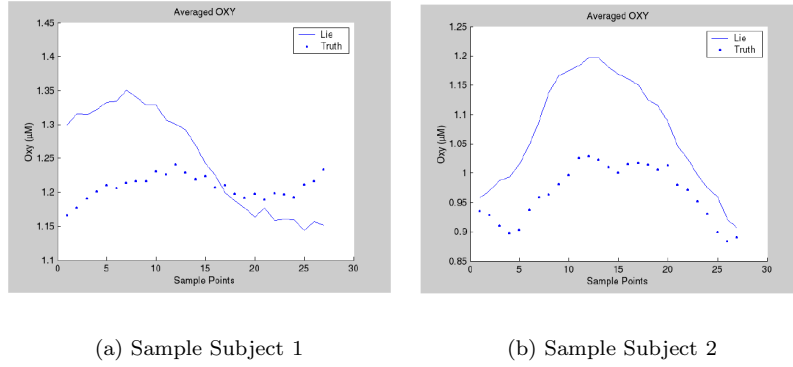 Averaged OXY
1.45
1.4
1.35
1.3
1.25
1.2
1.15
1.1
Oxy (µM)
0 5 10 15 20 25 30
Sample Points
Lie
Truth
(a) Sample Subject 1
Averaged OXY
1.25
1.2
1.15
1.1
1.05
1
0.95
0.9
0.85
Oxy (µM)
0 5 10 15 20 25 30
Sample Points
Lie
Truth
(b) Sample Subject 2